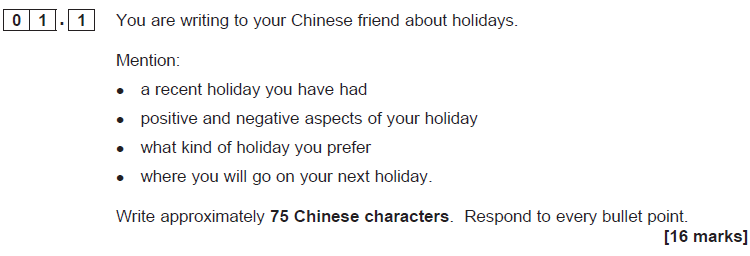 01.1 You are writing to your Chinese friend about holidays.
Mention:
• a recent holiday you have had
• positive and negative aspects of your holiday
• what kind of holiday you prefer
• where you will go on your next holiday.
Write approximately 75 Chinese characters. Respond to every bullet point.
[16 marks]